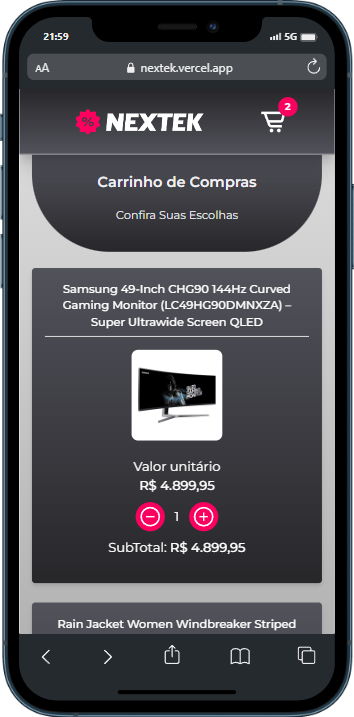 21:59
5G
AA
nextek.vercel.app
%
NEXTEK
2
Carrinho de Compras
Confira Suas Escolhas
Samsung 49-Inch CHG90 144Hz Curved
Gaming Monitor (LC49HG90DMNXZA) –
Super Ultrawide Screen QLED
Valor unitário
R$ 4.899,95
1
SubTotal: R$ 4.899,95
Rain Jacket Women Windbreaker Striped